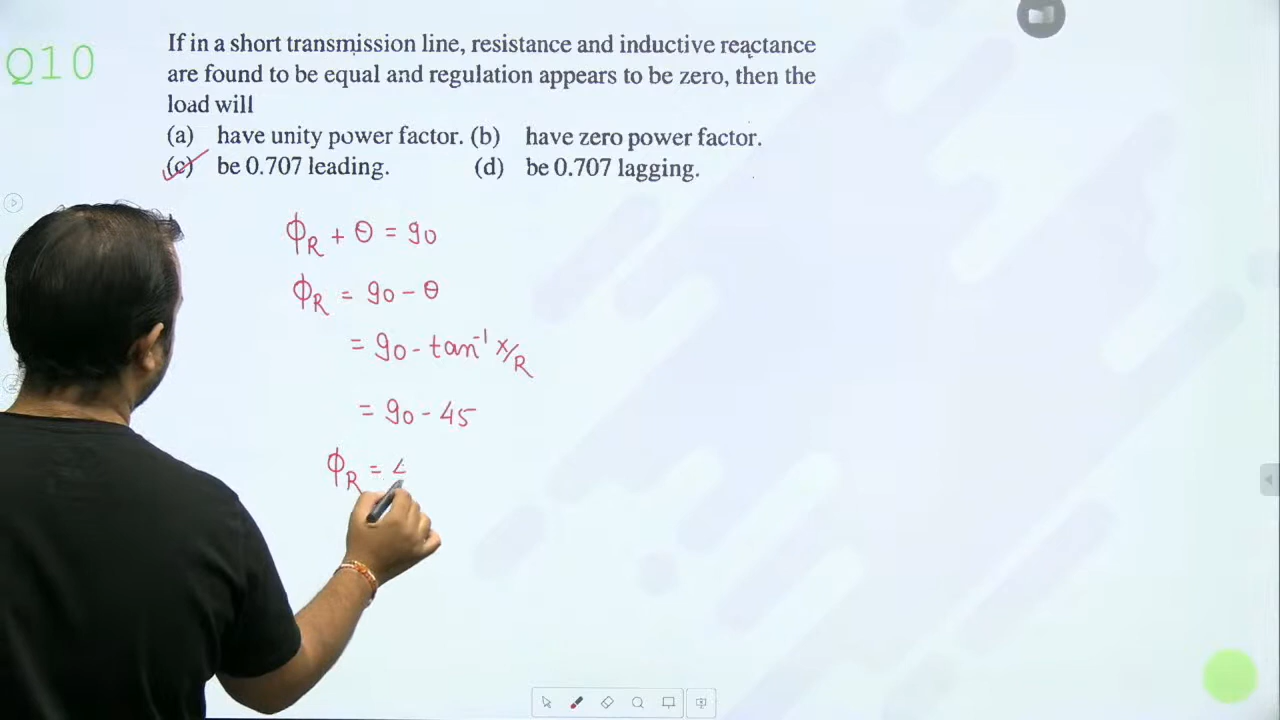 Q10
If in a short transmission line, resistance and inductive reactance
are found to be equal and regulation appears to be zero, then the
load will
(a) have unity power factor. (b) have zero power factor.
(c) be 0.707 leading. (d) be 0.707 lagging.
ϕR + θ = 90
ϕR = 90 - θ
= 90 - tan⁻¹ X/R
= 90 - 45
ϕR = 4